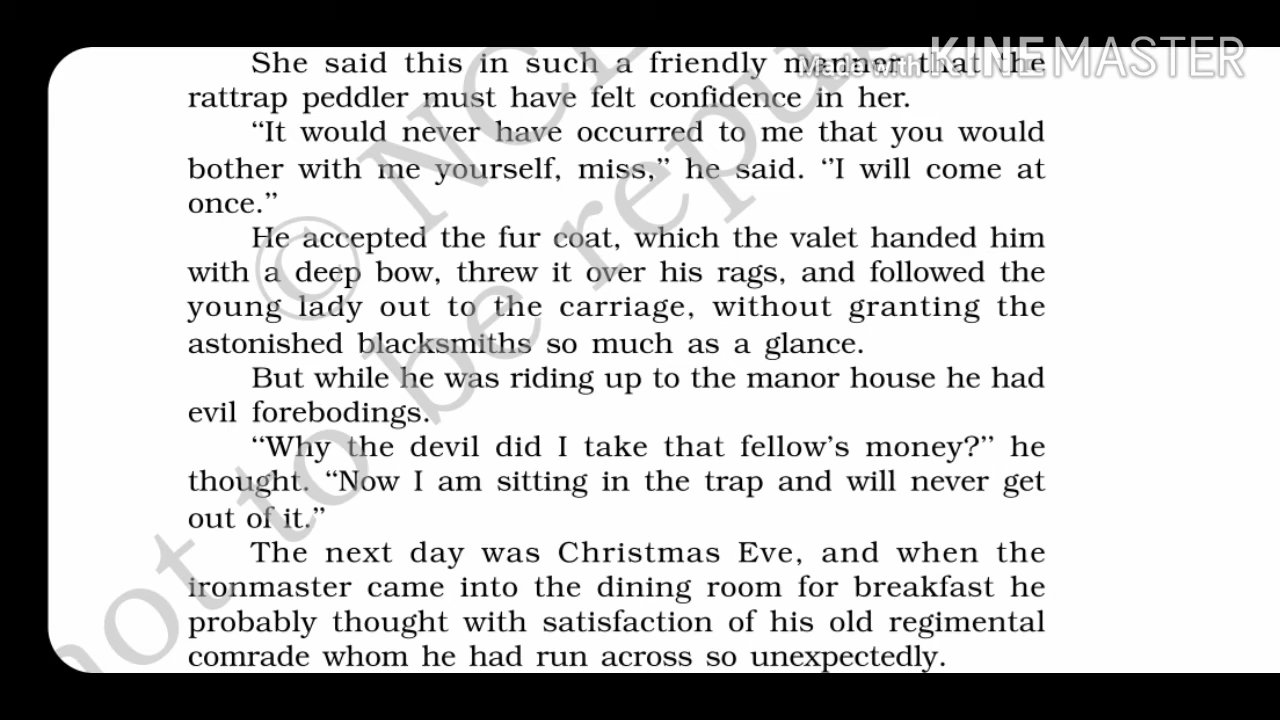 Made with KINEMASTER
She said this in such a friendly manner that the
rattrap peddler must have felt confidence in her.
“It would never have occurred to me that you would
bother with me yourself, miss,” he said. ”I will come at
once.”
He accepted the fur coat, which the valet handed him
with a deep bow, threw it over his rags, and followed the
young lady out to the carriage, without granting the
astonished blacksmiths so much as a glance.
But while he was riding up to the manor house he had
evil forebodings.
“Why the devil did I take that fellow’s money?” he
thought. “Now I am sitting in the trap and will never get
out of it.”
The next day was Christmas Eve, and when the
ironmaster came into the dining room for breakfast he
probably thought with satisfaction of his old regimental
comrade whom he had run across so unexpectedly.
© NC
not to be repu